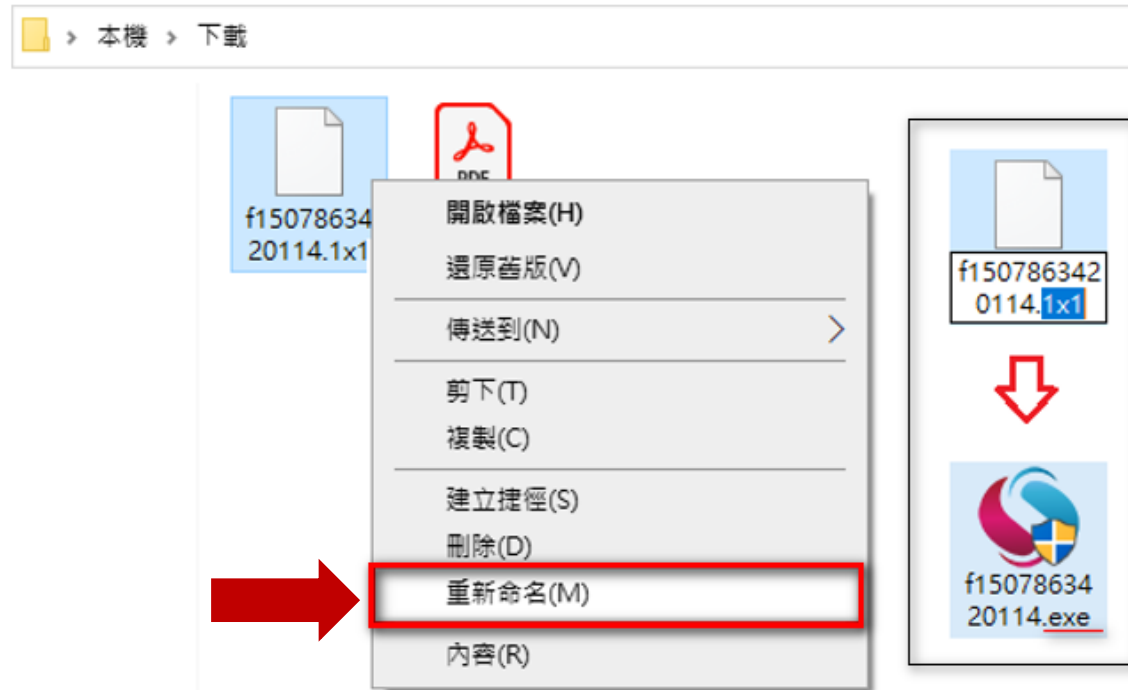 本機 › 下載
f15078634
20114.1x1
PDF
開啟檔案(H)
還原舊版(V)
傳送到(N)
剪下(T)
複製(C)
建立捷徑(S)
刪除(D)
重新命名(M)
內容(R)
f150786342
0114.1x1
f15078634
20114.exe